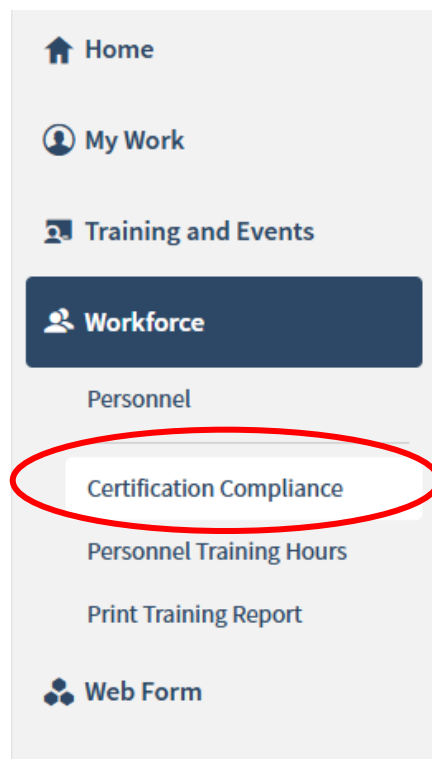 Home
My Work
Training and Events
Workforce
Personnel
Certification Compliance
Personnel Training Hours
Print Training Report
Web Form